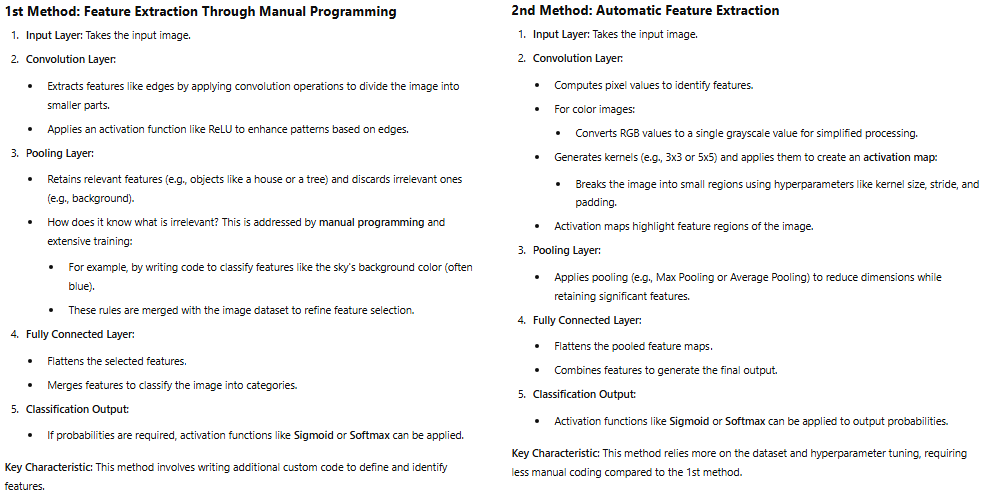 1st Method: Feature Extraction Through Manual Programming
1. Input Layer: Takes the input image.
2. Convolution Layer:
• Extracts features like edges by applying convolution operations to divide the image into
smaller parts.
• Applies an activation function like ReLU to enhance patterns based on edges.
3. Pooling Layer:
• Retains relevant features (e.g., objects like a house or a tree) and discards irrelevant ones
(e.g., background).
• How does it know what is irrelevant? This is addressed by manual programming and
extensive training:
• For example, by writing code to classify features like the sky's background color (often
blue).
• These rules are merged with the image dataset to refine feature selection.
4. Fully Connected Layer:
• Flattens the selected features.
• Merges features to classify the image into categories.
5. Classification Output:
• If probabilities are required, activation functions like Sigmoid or Softmax can be applied.
Key Characteristic: This method involves writing additional custom code to define and identify
features.
2nd Method: Automatic Feature Extraction
1. Input Layer: Takes the input image.
2. Convolution Layer:
• Computes pixel values to identify features.
• For color images:
• Converts RGB values to a single grayscale value for simplified processing.
• Generates kernels (e.g., 3x3 or 5x5) and applies them to create an activation map:
• Breaks the image into small regions using hyperparameters like kernel size, stride, and
padding.
• Activation maps highlight feature regions of the image.
3. Pooling Layer:
• Applies pooling (e.g., Max Pooling or Average Pooling) to reduce dimensions while
retaining significant features.
4. Fully Connected Layer:
• Flattens the pooled feature maps.
• Combines features to generate the final output.
5. Classification Output:
• Activation functions like Sigmoid or Softmax can be applied to output probabilities.
Key Characteristic: This method relies more on the dataset and hyperparameter tuning, requiring
less manual coding compared to the 1st method.